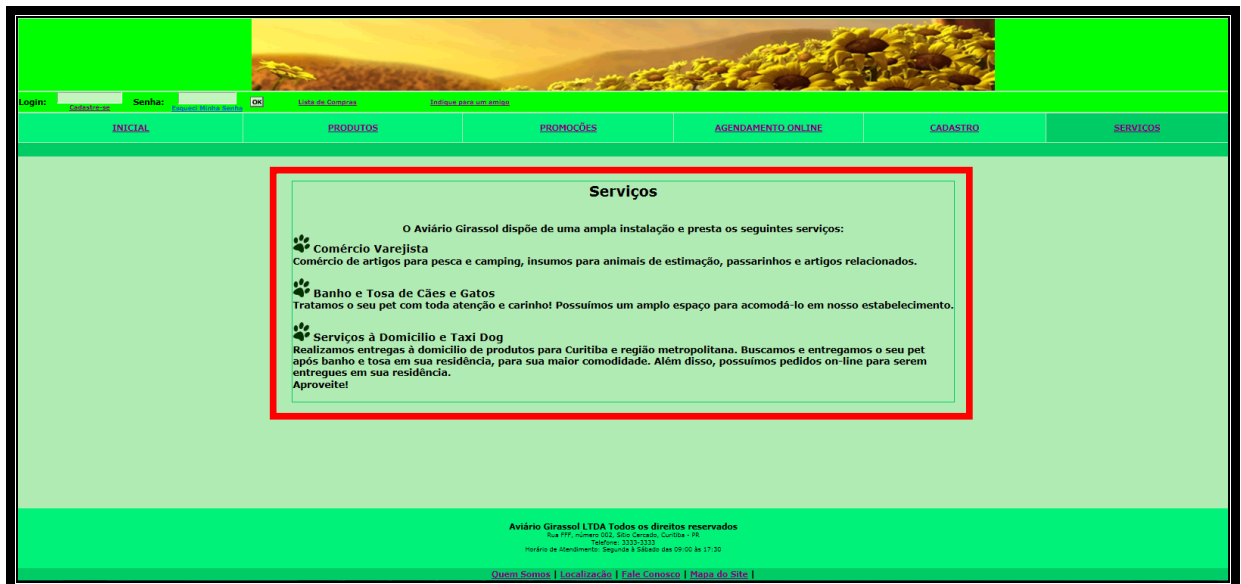 Login: Cadastre-se Senha: Esqueci Minha Senha OK Lista de Compras Indique para um amigo
INICIAL PRODUTOS PROMOCÕES AGENDAMENTO ONLINE CADASTRO SERVICOS
Serviços
O Aviário Girassol dispõe de uma ampla instalação e presta os seguintes serviços:
Comércio Varejista
Comércio de artigos para pesca e camping, insumos para animais de estimação, passarinhos e artigos relacionados.
Banho e Tosa de Cães e Gatos
Tratamos o seu pet com toda atenção e carinho! Possuímos um amplo espaço para acomodá-lo em nosso estabelecimento.
Serviços à Domicilio e Taxi Dog
Realizamos entregas à domicilio de produtos para Curitiba e região metropolitana. Buscamos e entregamos o seu pet
após banho e tosa em sua residência, para sua maior comodidade. Além disso, possuímos pedidos on-line para serem
entregues em sua residência.
Aproveite!
Aviário Girassol LTDA Todos os direitos reservados
Rua FFF, número 002, Sítio Cercado, Curitiba - PR
Telefone: 3333-3333
Horário de Atendimento: Segunda à Sábado das 09:00 às 17:30
Quem Somos | Localização | Fale Conosco | Mapa do Site |